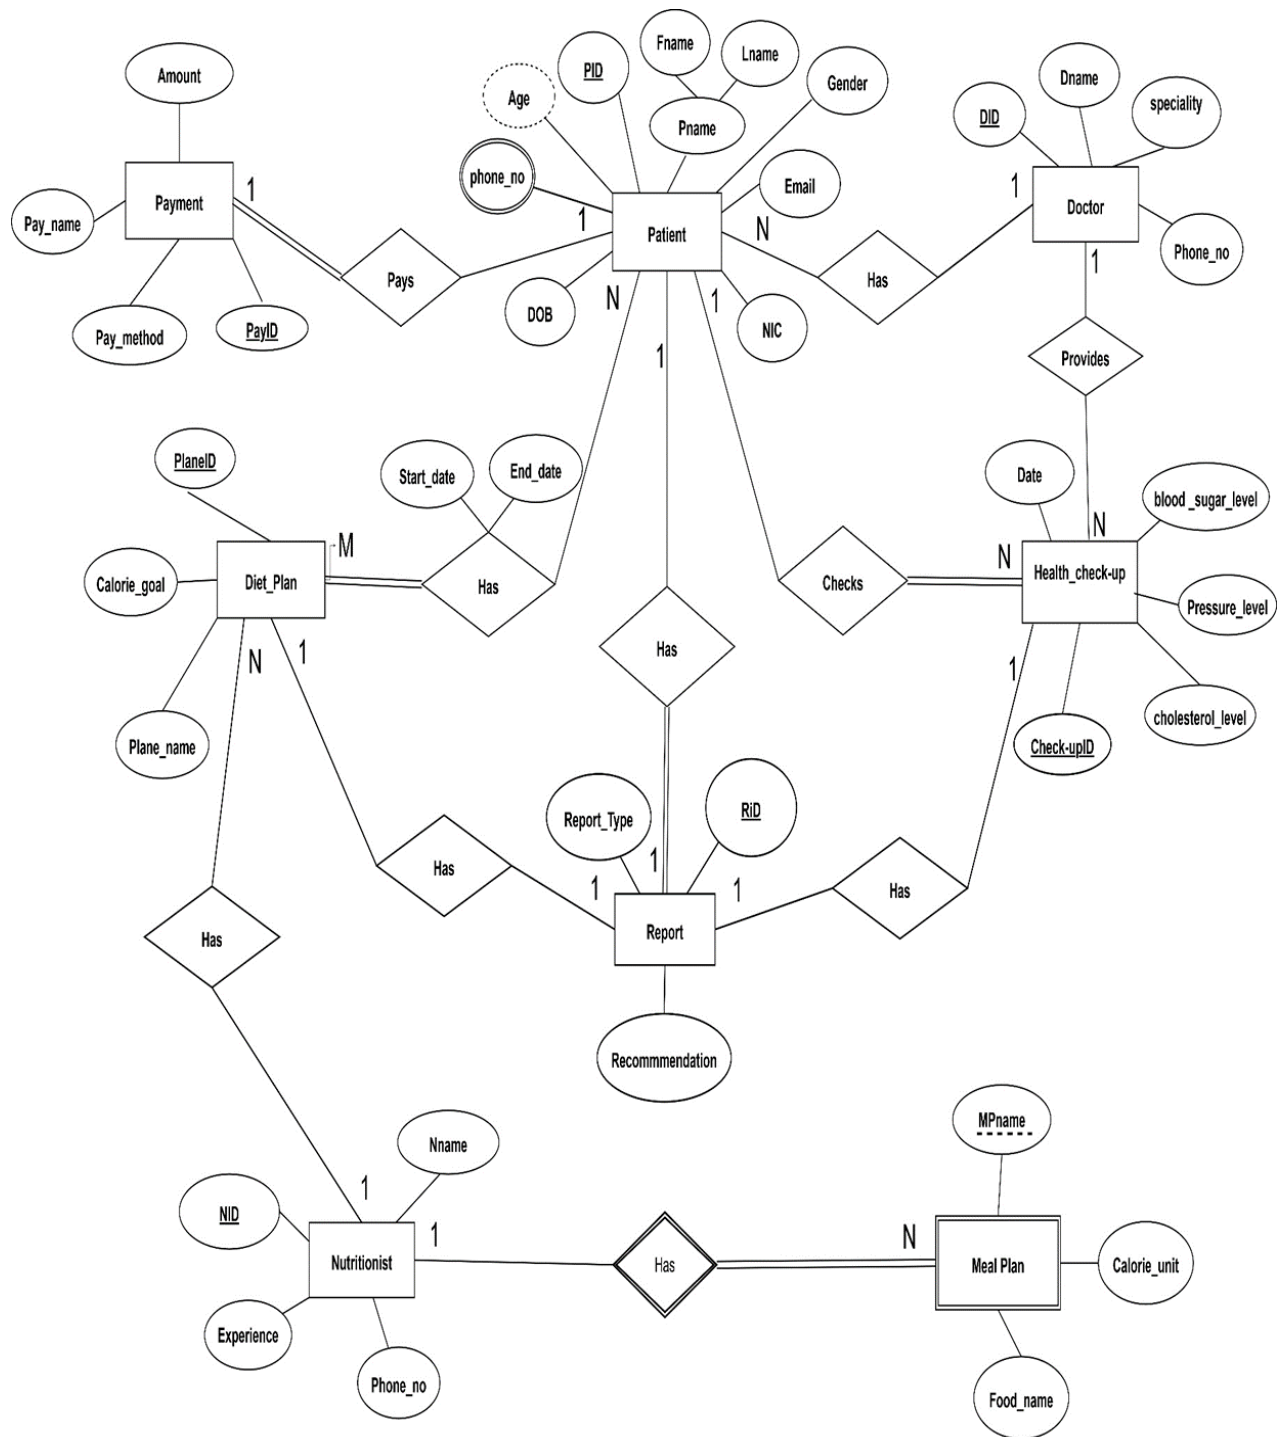 Fname
Lname
PID
Amount
Age
Gender
Dname
speciality
DID
Pname
phone_no
Email
1
1
Payment
Pay_name
1
Patient
N
Doctor
Phone_no
1
Pays
Has
N
1
DOB
NIC
Pay_method
PayID
1
Provides
PlaneID
Start_date
End_date
Date
blood _sugar_level
N
M
N
Calorie_goal
Diet_Plan
Has
Checks
Health_check-up
Pressure_level
Has
N
1
1
cholesterol_level
Plane_name
Check-upID
Report_Type
RiD
1
Has
1
1
Has
Has
Report
Recommmendation
MPname
Nname
1
NID
1
N
Nutritionist
Has
Meal Plan
Calorie_unit
Experience
Phone_no
Food_name